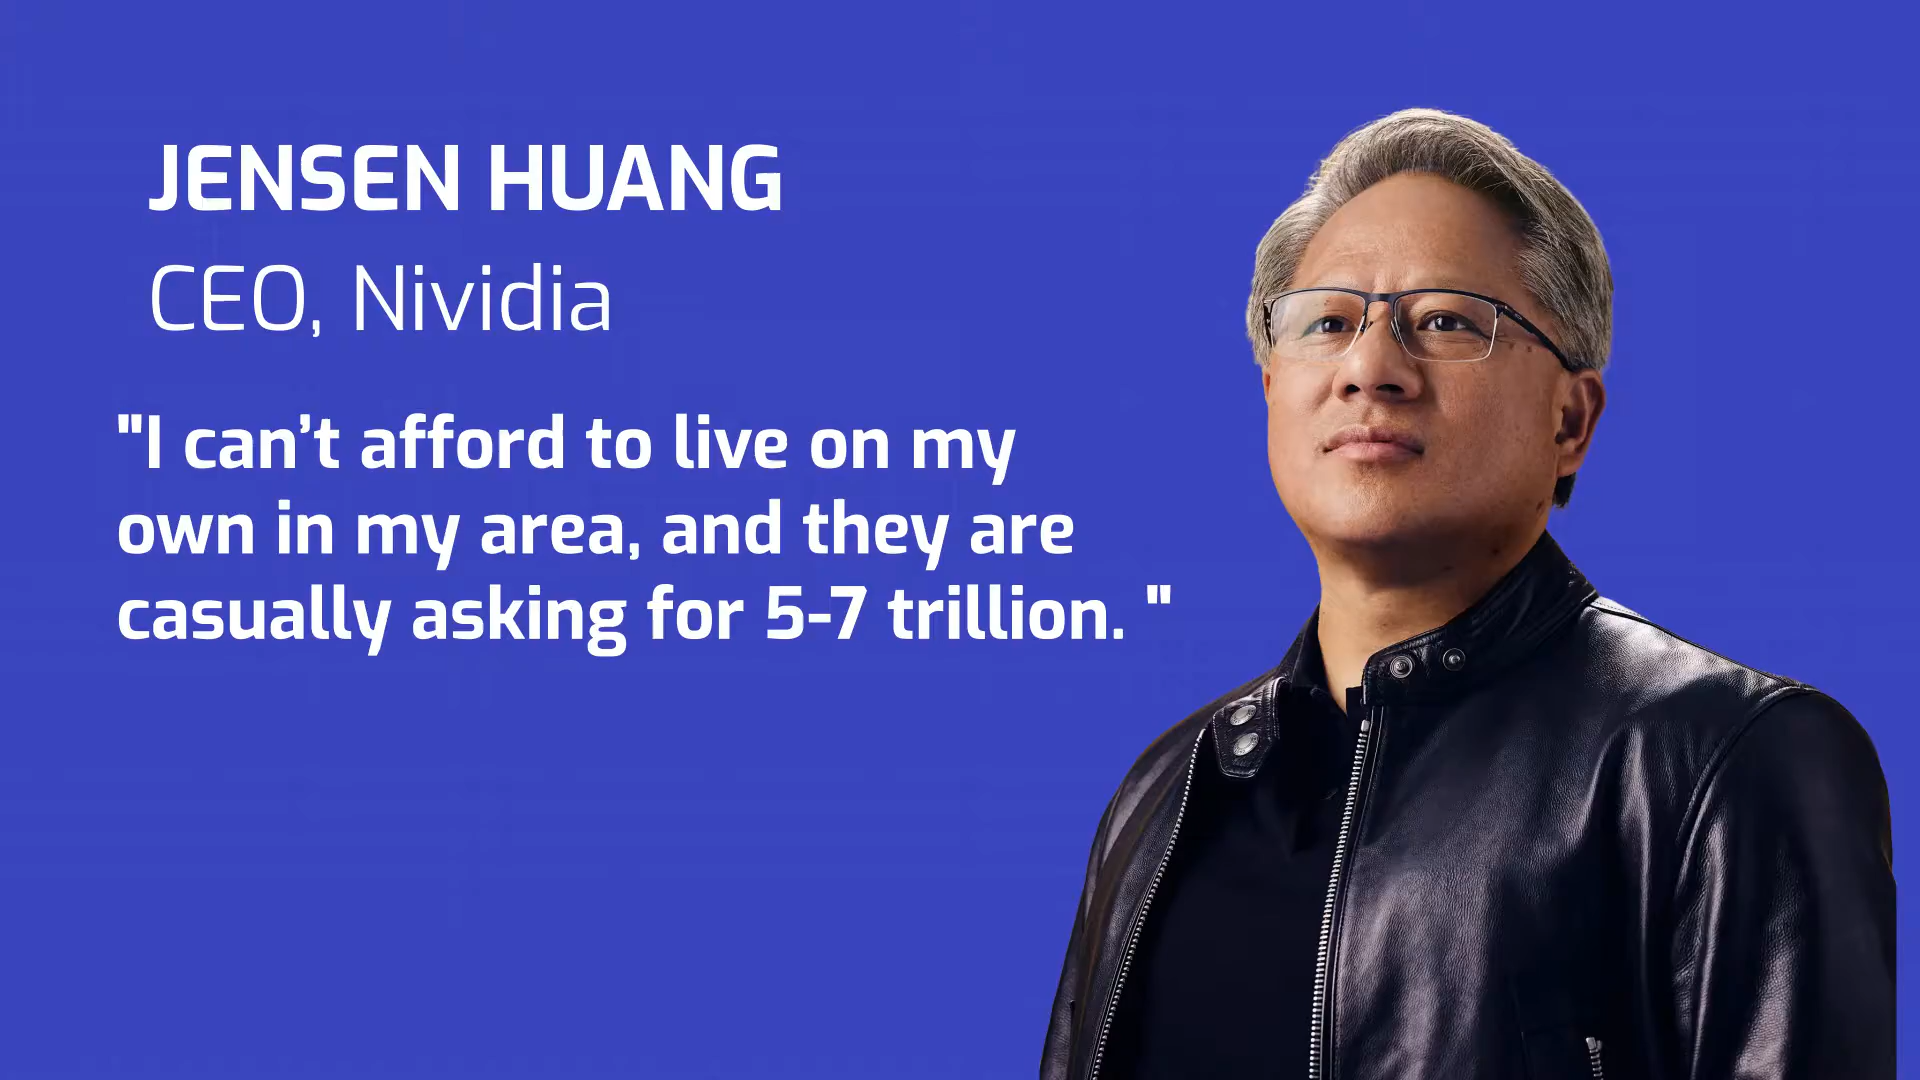 JENSEN HUANG
CEO, Nividia
"I can’t afford to live on my
own in my area, and they are
casually asking for 5-7 trillion. "